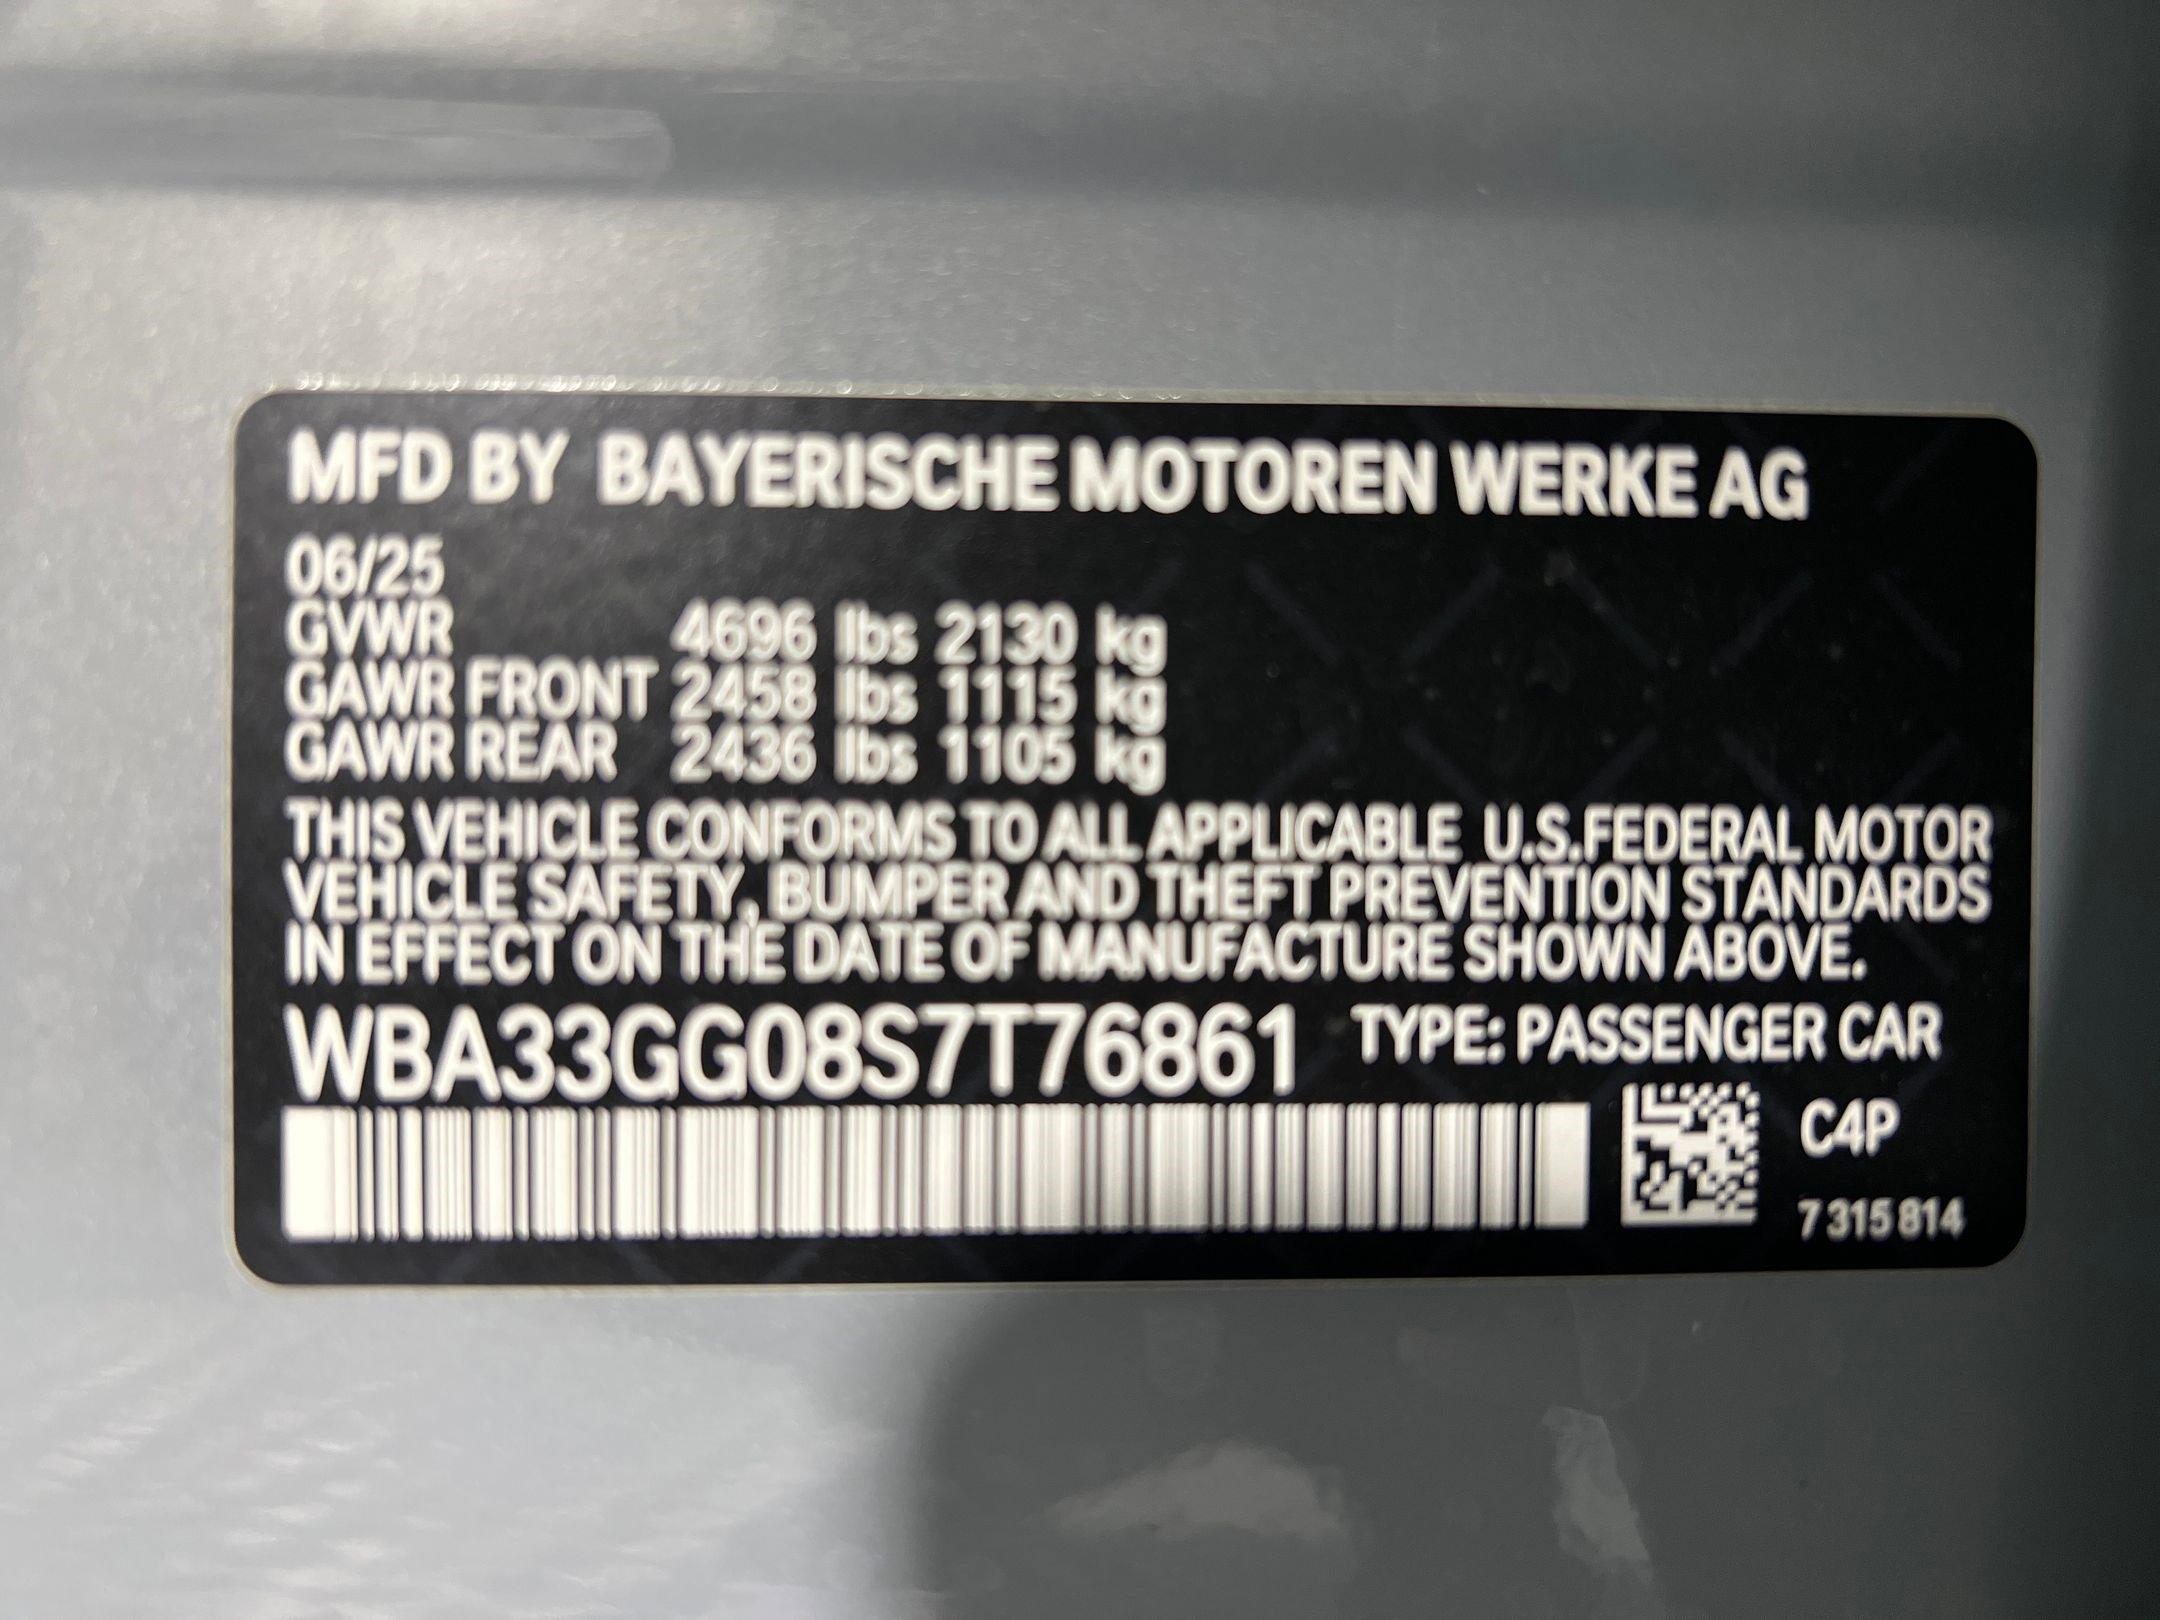 MFD BY BAYERISCHE MOTOREN WERKE AG
06/25
GVWR 4696 lbs 2130 kg
GAWR FRONT 2458 lbs 1115 kg
GAWR REAR 2436 lbs 1105 kg
THIS VEHICLE CONFORMS TO ALL APPLICABLE U.S.FEDERAL MOTOR
VEHICLE SAFETY, BUMPER AND THEFT PREVENTION STANDARDS
IN EFFECT ON THE DATE OF MANUFACTURE SHOWN ABOVE.
WBA33GG08S7T76861 TYPE: PASSENGER CAR
C4P
7 315 814